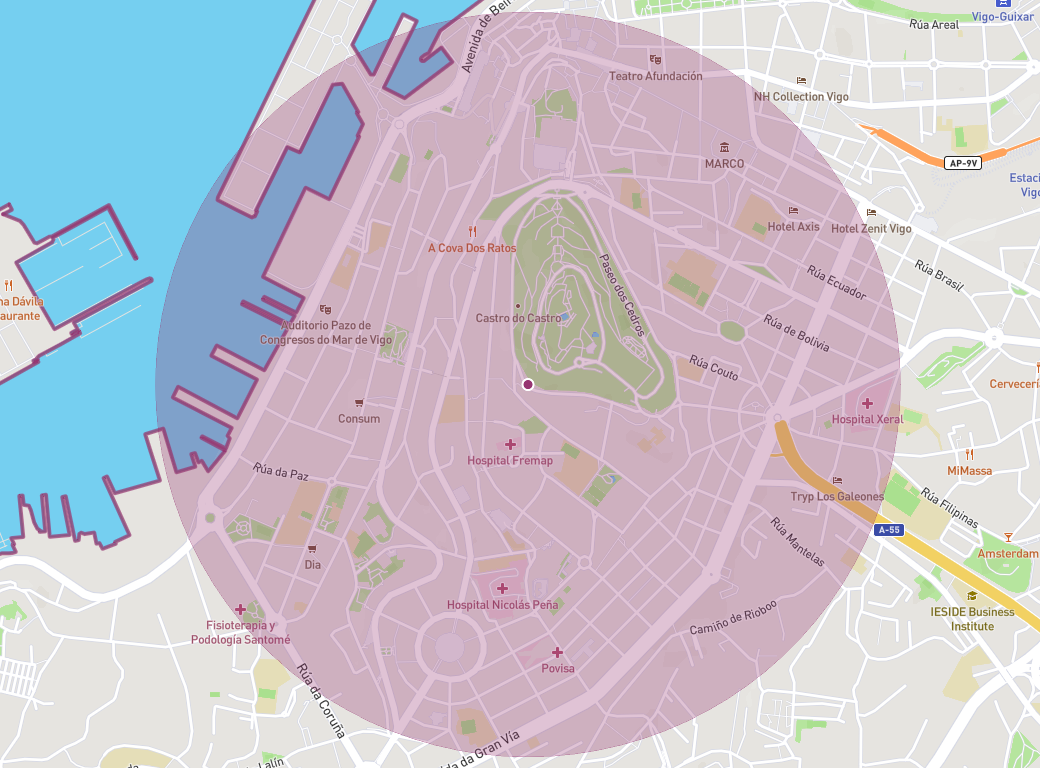 Avenida de Beir
Rúa Areal
Vigo-Guixar
Teatro Afundación
NH Collection Vigo
AP-9V
MARCO
Estaci
Vigo
Hotel Axis
Hotel Zenit Vigo
A Cova Dos Ratos
Paseo dos Cedros
Rúa Ecuador
Rúa Brasil
na Dávila
aurante
Castro do Castro
Auditorio Pazo de
Congresos do Mar de Vigo
Rúa de Bolivia
Rúa Couto
Cervecerí
Consum
Hospital Xeral
Hospital Fremap
Rúa da Paz
MiMassa
Tryp Los Galeones
Rúa Filipinas
A-55
Rúa Mantelas
Amsterdam
Dia
Hospital Nicolás Peña
IESIDE Business
Institute
Fisioterapia y
Podología Santomé
Camiño de Rioboo
Povisa
Rúa da Coruña
da da Gran Vía
Lalín